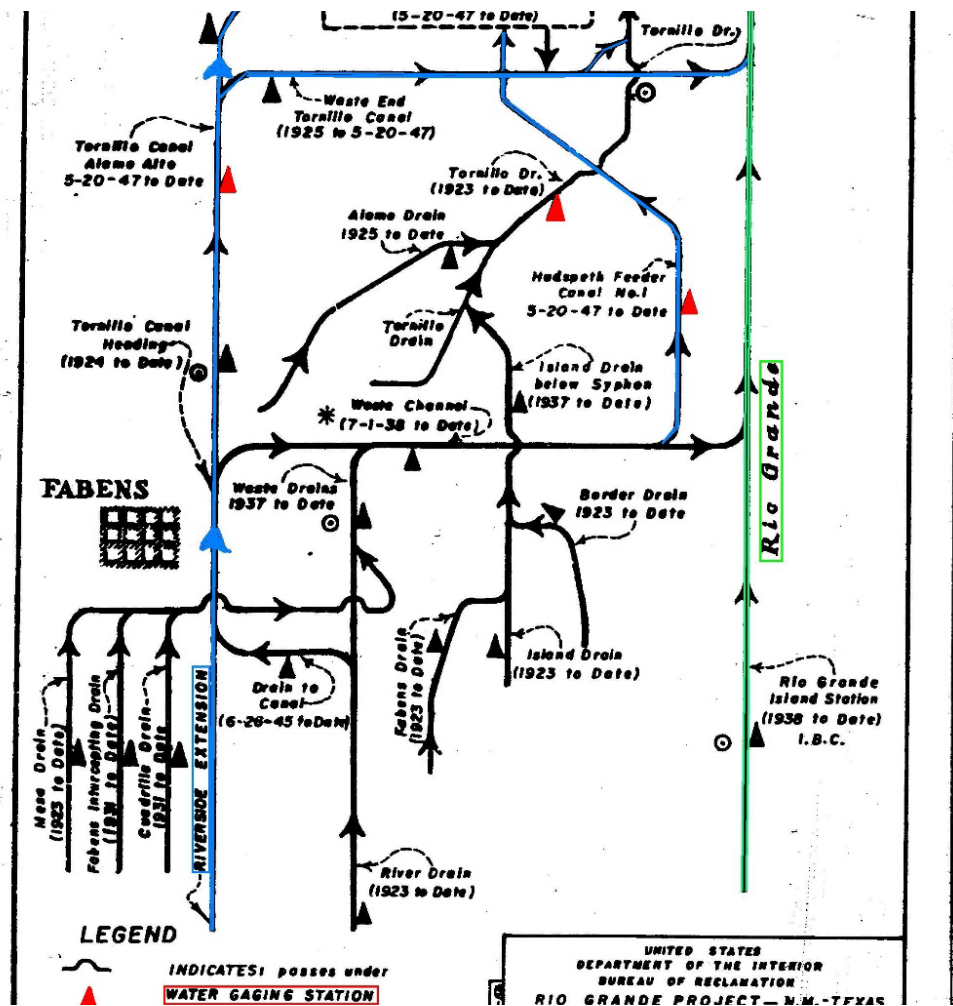 (5-20-47 to Date)
Tornillo Dr.
Waste End
Tornillo Canal
(1925 to 5-20-47)
Tornillo Canal
Alamo Alto
5-20-47 to Date
Tornillo Dr.
(1923 to Date)
Alamo Drain
1925 to Date
Hudspeth Feeder
Canal No.1
5-20-47 to Date
Tornillo Canal
Heading
(1924 to Date)
Tornillo
Drain
Island Drain
below Syphon
(1937 to Date)
* Waste Channel
(7-1-38 to Date)
Rio Grande
FABENS
Waste Drains
1937 to Date
Border Drain
1923 to Date
Mesa Drain
(1923 to Date)
Fabens Intercepting Drain
(1931 to Date)
Cuadrilla Drain
1931 to Date
RIVERSIDE EXTENSION
Drain to
Canal
(6-28-45 to Date)
Fabens Drain
(1923 to Date)
Island Drain
(1923 to Date)
Rio Grande
Island Station
(1938 to Date)
I.B.C.
River Drain
(1923 to Date)
LEGEND
INDICATES: passes under
WATER GAGING STATION
UNITED STATES
DEPARTMENT OF THE INTERIOR
BUREAU OF RECLAMATION
RIO GRANDE PROJECT — N.M.-TEXAS